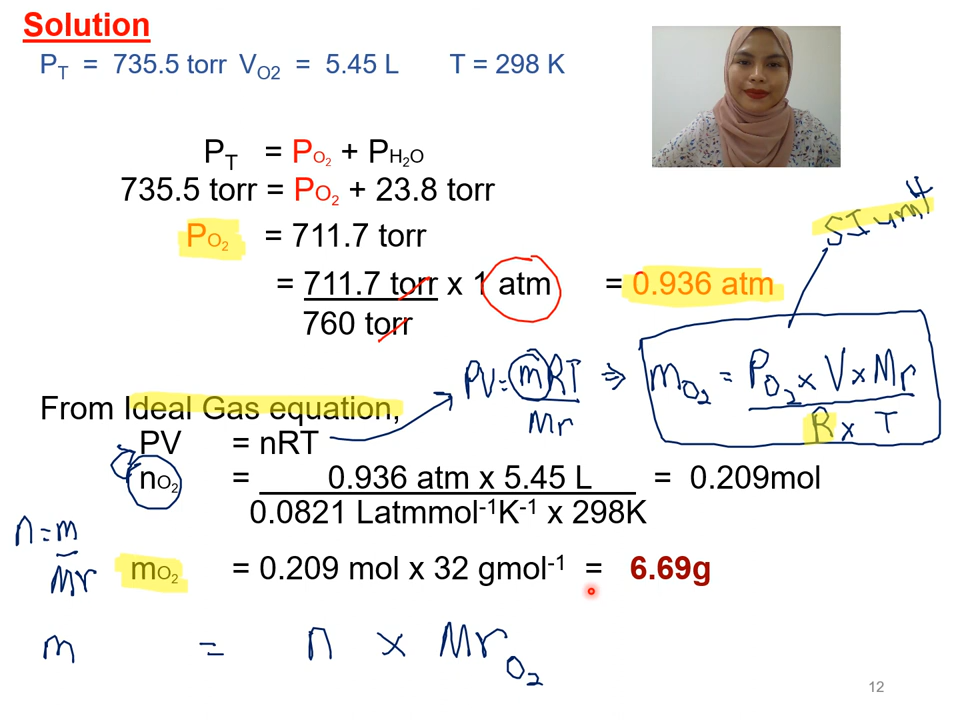 Solution
PT = 735.5 torr VO2 = 5.45 L T = 298 K
PT = PO2 + PH2O
735.5 torr = PO2 + 23.8 torr
PO2 = 711.7 torr
SI unit
= 711.7 torr x 1 atm = 0.936 atm
760 torr
PV = mRT ⇒ mO2 = PO2 x V x Mr
Mr R x T
From Ideal Gas equation,
PV = nRT
nO2 = 0.936 atm x 5.45 L = 0.209mol
0.0821 Latmmol-1K-1 x 298K
n = m
Mr
mO2 = 0.209 mol x 32 gmol-1 = 6.69g
m = n x MrO2
12